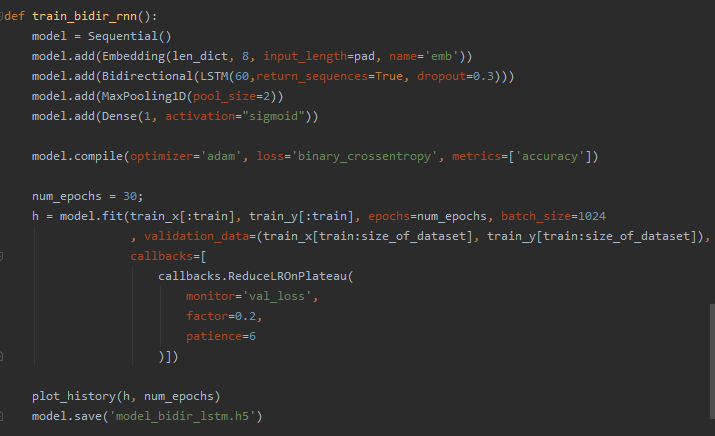 def train_bidir_rnn():
    model = Sequential()
    model.add(Embedding(len_dict, 8, input_length=pad, name='emb'))
    model.add(Bidirectional(LSTM(60,return_sequences=True, dropout=0.3)))
    model.add(MaxPooling1D(pool_size=2))
    model.add(Dense(1, activation="sigmoid"))
    model.compile(optimizer='adam', loss='binary_crossentropy', metrics=['accuracy'])
    num_epochs = 30;
    h = model.fit(train_x[:train], train_y[:train], epochs=num_epochs, batch_size=1024
                  , validation_data=(train_x[train:size_of_dataset], train_y[train:size_of_dataset]),
                  callbacks=[
                      callbacks.ReduceLROnPlateau(
                          monitor='val_loss',
                          factor=0.2,
                          patience=6
                      )])
    plot_history(h, num_epochs)
    model.save('model_bidir_lstm.h5')